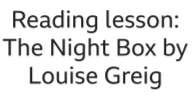 Reading lesson:
The Night Box by
Louise Greig